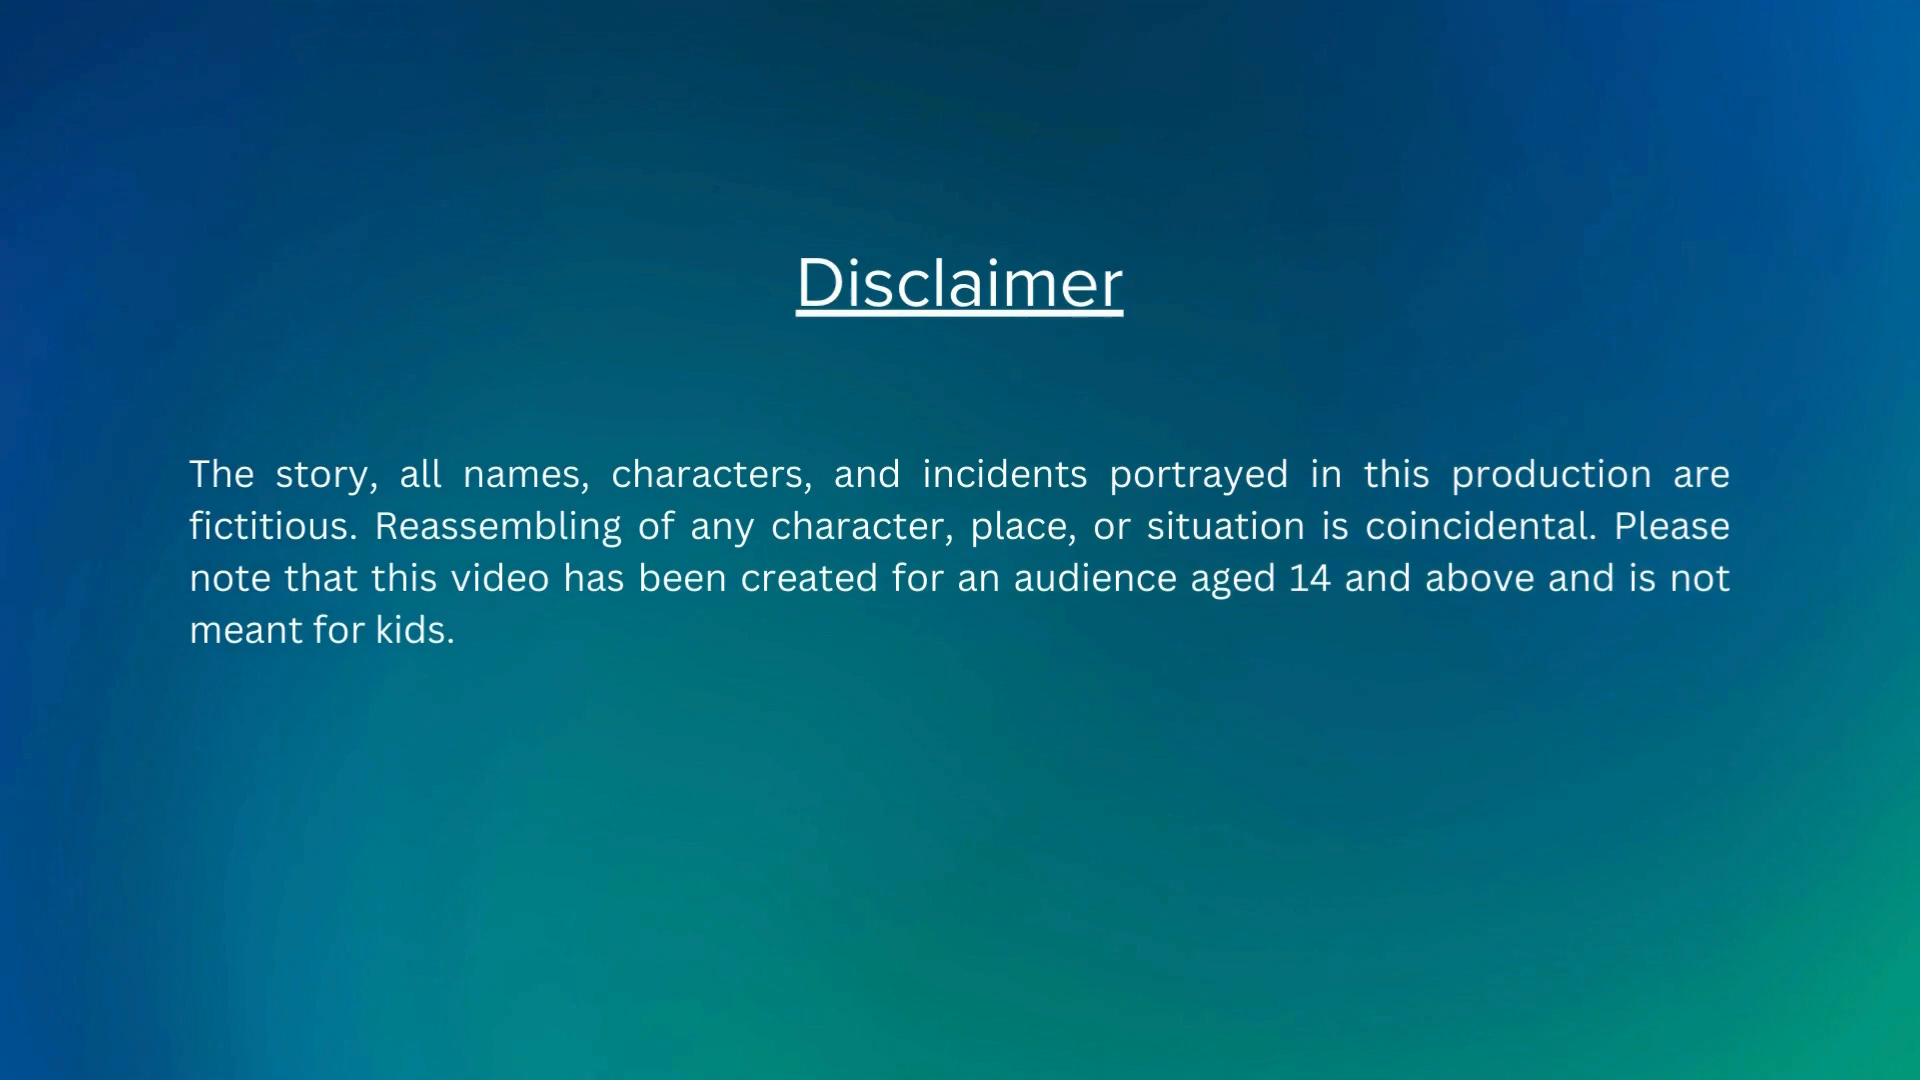 Disclaimer
The story, all names, characters, and incidents portrayed in this production are
fictitious. Reassembling of any character, place, or situation is coincidental. Please
note that this video has been created for an audience aged 14 and above and is not
meant for kids.